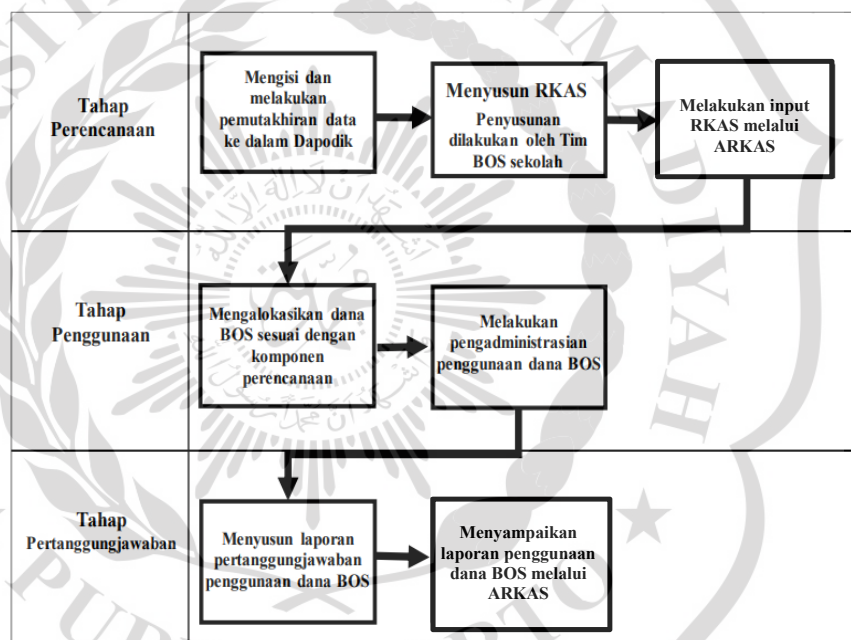 Tahap
Perencanaan
Mengisi dan
melakukan
pemutakhiran data
ke dalam Dapodik
Menyusun RKAS
Penyusunan
dilakukan oleh Tim
BOS sekolah
Melakukan input
RKAS melalui
ARKAS
Tahap
Penggunaan
Mengalokasikan dana
BOS sesuai dengan
komponen
perencanaan
Melakukan
pengadministrasian
penggunaan dana BOS
Tahap
Pertanggungjawaban
Menyusun laporan
pertanggungjawaban
penggunaan dana BOS
Menyampaikan
laporan penggunaan
dana BOS melalui
ARKAS